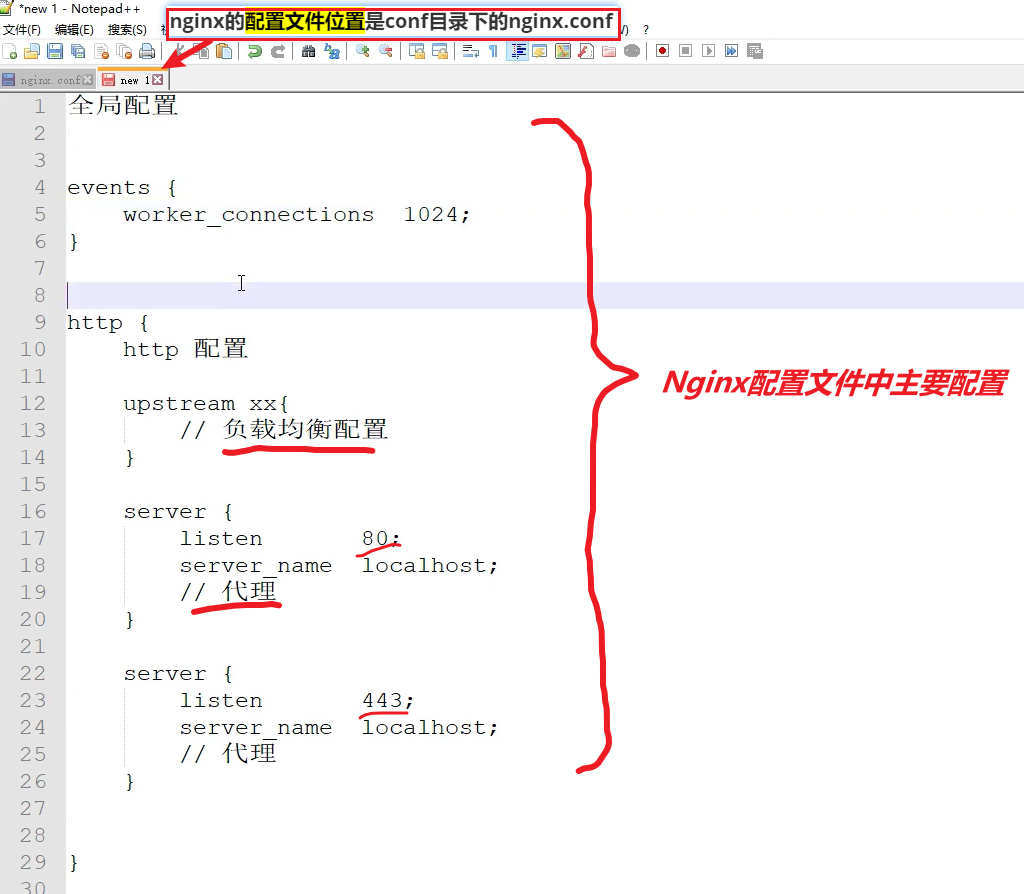 *new 1 - Notepad++
nginx的配置文件位置是conf目录下的nginx.conf
文件(F) 编辑(E) 搜索(S) ?
nginx.conf new 1
1 全局配置
2
3
4 events {
5 worker_connections 1024;
6 }
7
8
9 http {
10 http 配置
11
12 upstream xx{
13 // 负载均衡配置
14 }
15
16 server {
17 listen 80;
18 server_name localhost;
19 // 代理
20 }
21
22 server {
23 listen 443;
24 server_name localhost;
25 // 代理
26 }
27
28
29 }
30
Nginx配置文件中主要配置